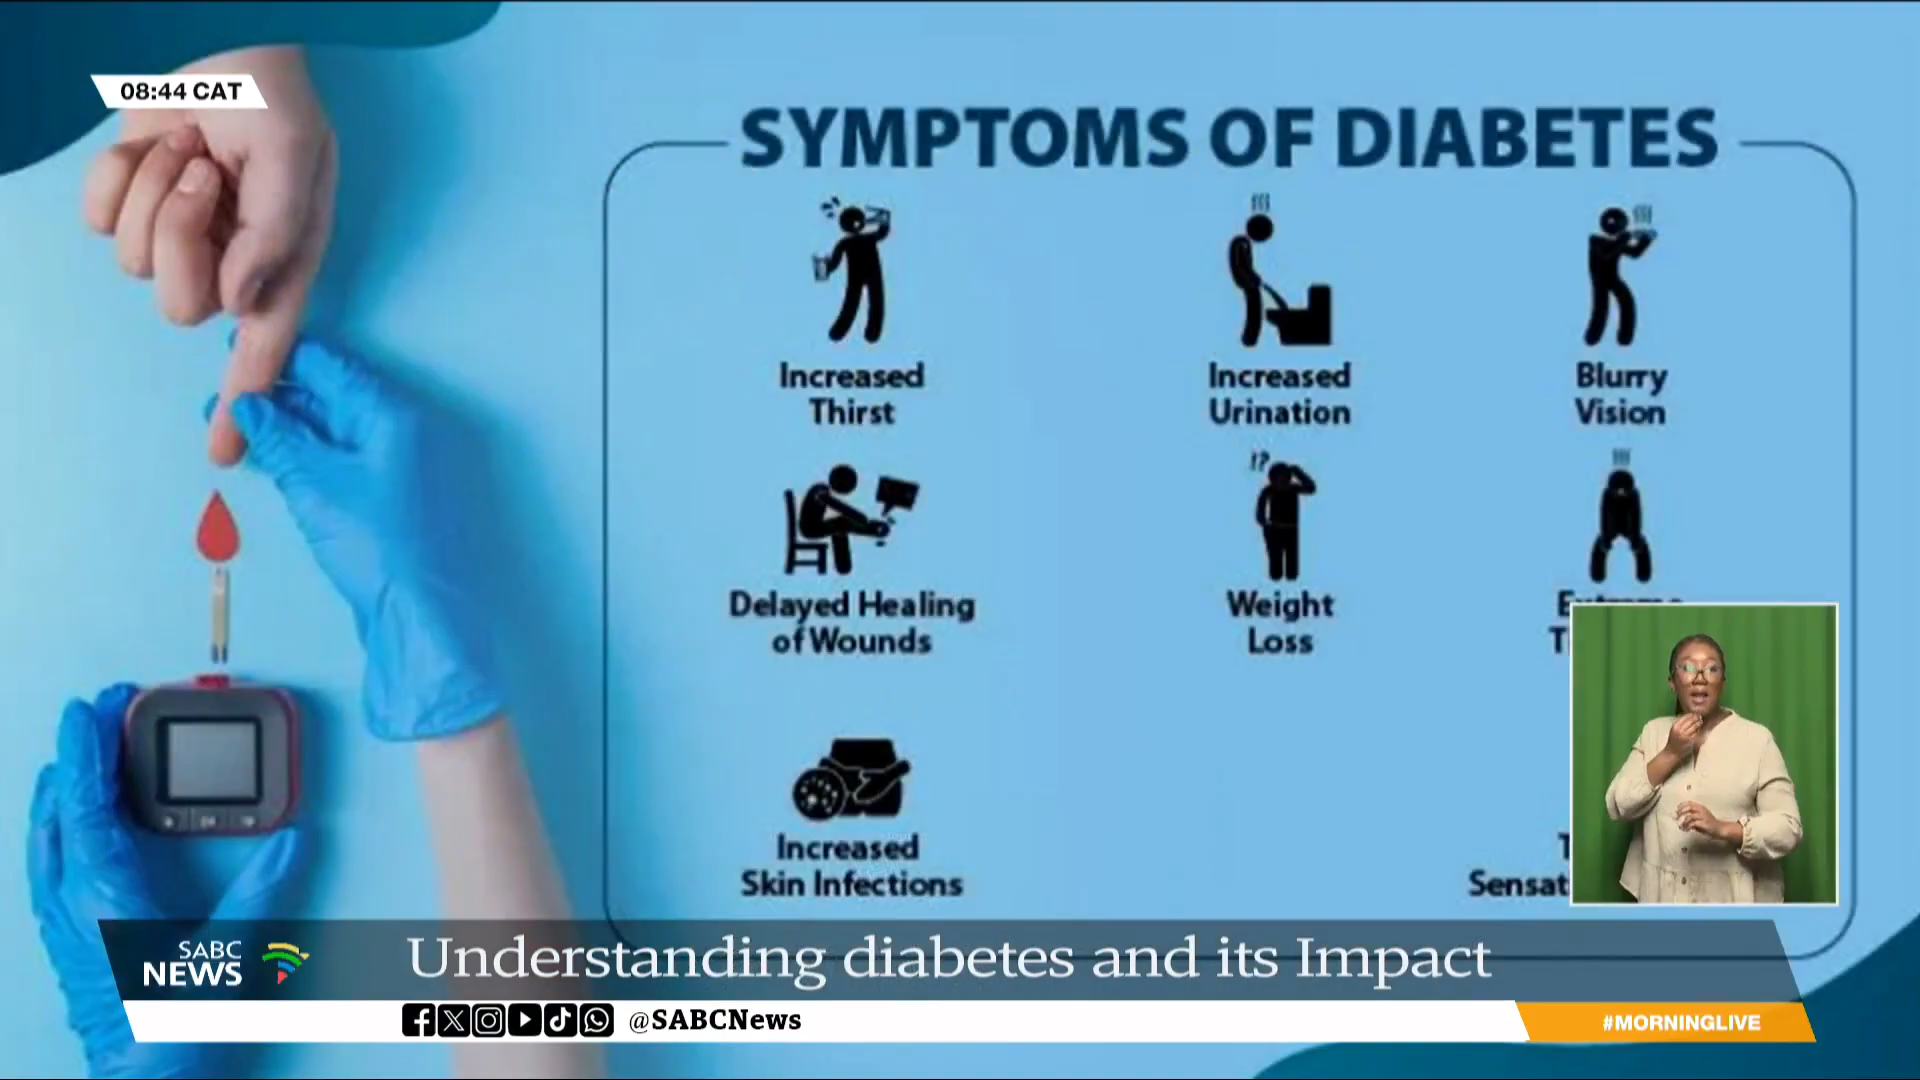 08:44 CAT
SYMPTOMS OF DIABETES
Increased
Thirst
Increased
Urination
Blurry
Vision
!?
Delayed Healing
of Wounds
Weight
Loss
Increased
Skin Infections
SABC
NEWS
Understanding diabetes and its Impact
@SABCNews
#MORNINGLIVE